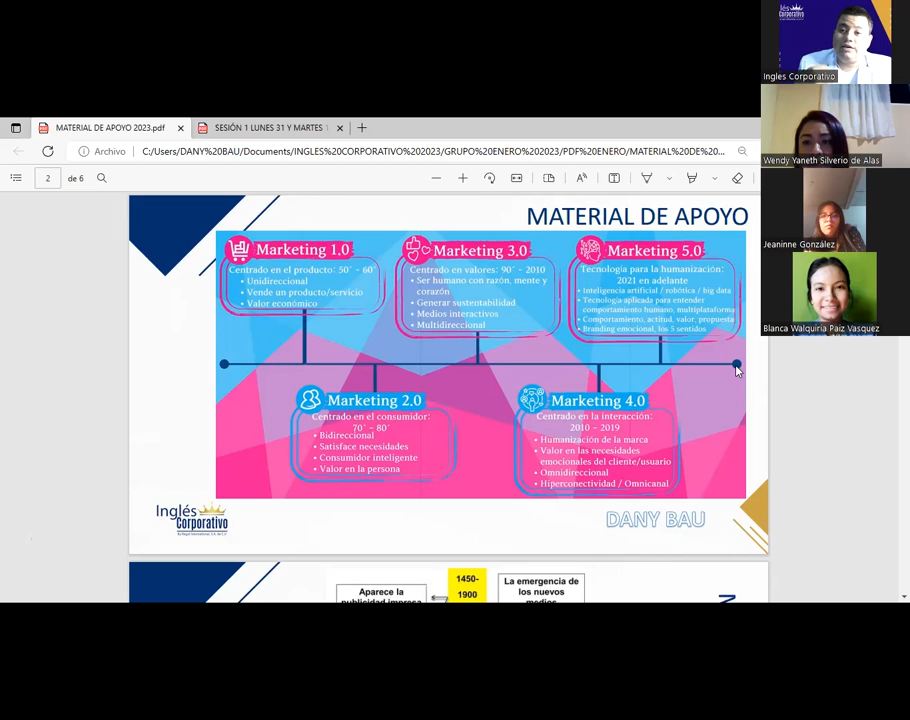 Inglés
Corporativo
Ingles Corporativo
Wendy Yaneth Silverio de Alas
Jeaninne González
Blanca Walquiria Paiz Vasquez
MATERIAL DE APOYO 2023.pdf
SESIÓN 1 LUNES 31 Y MARTES 1
Archivo
C:/Users/DANY%20BAU/Documents/INGLES%20CORPORATIVO%202023/GRUPO%20ENERO%202023/PDF%20ENERO/MATERIAL%20DE%20...
2
de 6
MATERIAL DE APOYO
Marketing 1.0
Centrado en el producto: 50´ - 60´
• Unidireccional
• Vende un producto/servicio
• Valor económico
Marketing 3.0
Centrado en valores: 90´ - 2010
• Ser humano con razón, mente y
corazón
• Generar sustentabilidad
• Medios interactivos
• Multidireccional
Marketing 5.0
Tecnología para la humanización:
2021 en adelante
• Inteligencia artificial / robótica / big data
• Tecnología aplicada para entender
comportamiento humano, multiplataforma
• Comportamiento, actitud, valor, propuesta
• Branding emocional, los 5 sentidos
Marketing 2.0
Centrado en el consumidor:
70´ - 80´
• Bidireccional
• Satisface necesidades
• Consumidor inteligente
• Valor en la persona
Marketing 4.0
Centrado en la interacción:
2010 - 2019
• Humanización de la marca
• Valor en las necesidades
emocionales del cliente/usuario
• Omnidireccional
• Hiperconectividad / Omnicanal
Inglés
Corporativo
DANY BAU
Aparece la
publicidad impresa
1450-
1900
La emergencia de
los nuevos
medios